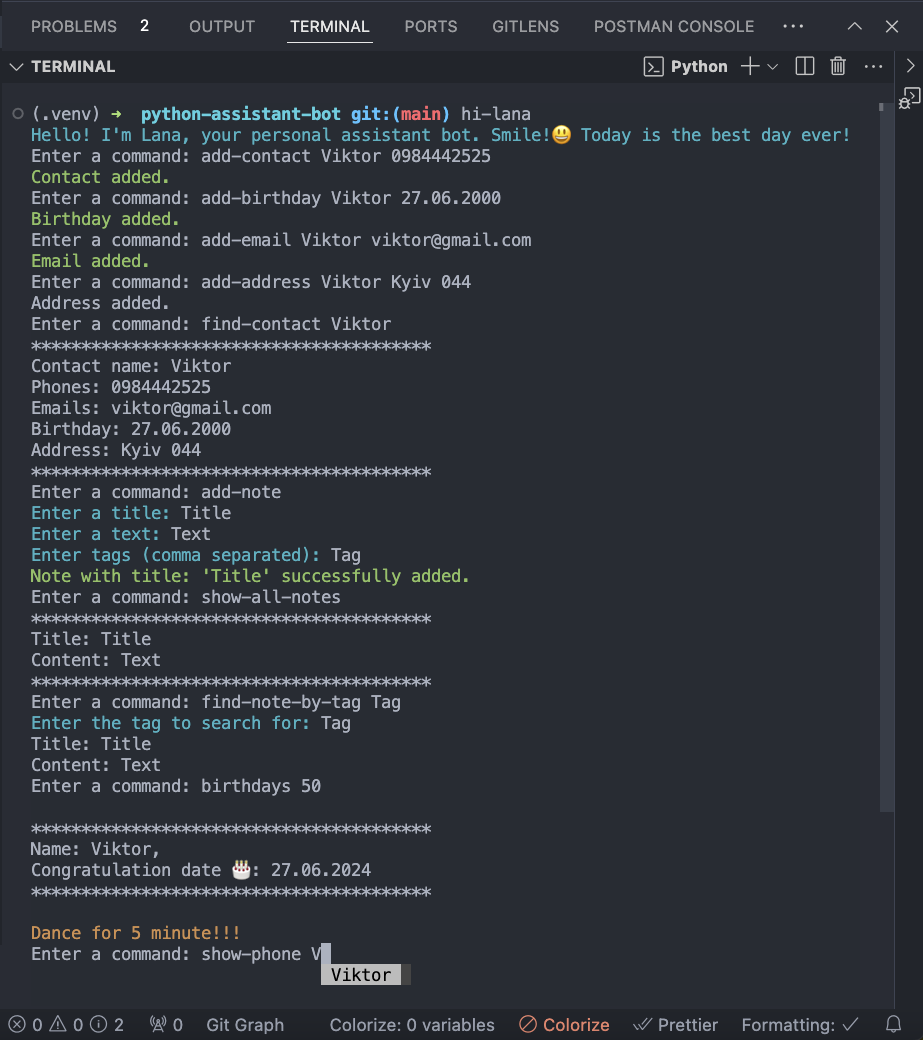 PROBLEMS 2 OUTPUT TERMINAL PORTS GITLENS POSTMAN CONSOLE ···
TERMINAL Python ···
(.venv) ➜ python-assistant-bot git:(main) hi-lana
Hello! I'm Lana, your personal assistant bot. Smile!😃 Today is the best day ever!
Enter a command: add-contact Viktor 0984442525
Contact added.
Enter a command: add-birthday Viktor 27.06.2000
Birthday added.
Enter a command: add-email Viktor viktor@gmail.com
Email added.
Enter a command: add-address Viktor Kyiv 044
Address added.
Enter a command: find-contact Viktor
****************************************
Contact name: Viktor
Phones: 0984442525
Emails: viktor@gmail.com
Birthday: 27.06.2000
Address: Kyiv 044
****************************************
Enter a command: add-note
Enter a title: Title
Enter a text: Text
Enter tags (comma separated): Tag
Note with title: 'Title' successfully added.
Enter a command: show-all-notes
****************************************
Title: Title
Content: Text
****************************************
Enter a command: find-note-by-tag Tag
Enter the tag to search for: Tag
Title: Title
Content: Text
Enter a command: birthdays 50
****************************************
Name: Viktor,
Congratulation date 🎂: 27.06.2024
****************************************
Dance for 5 minute!!!
Enter a command: show-phone V
Viktor
0 0 2 0 Git Graph Colorize: 0 variables Colorize Prettier Formatting: ✓